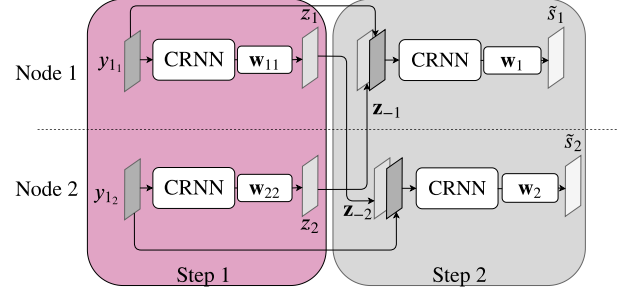 z₁ s̃₁
Node 1 y₁₁ CRNN w₁₁ CRNN w₁
z₋₁
s̃₂
Node 2 y₁₂ CRNN w₂₂ CRNN w₂
z₋₂
z₂
Step 1 Step 2